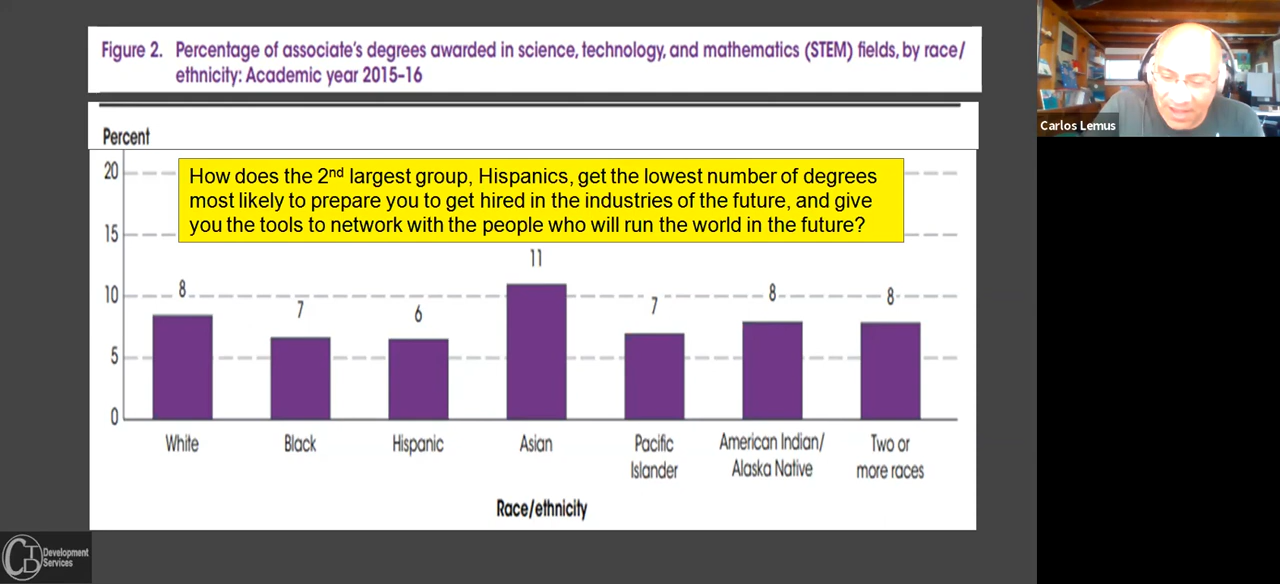 Figure 2. Percentage of associate's degrees awarded in science, technology, and mathematics (STEM) fields, by race/
ethnicity: Academic year 2015-16
Percent
20
How does the 2nd largest group, Hispanics, get the lowest number of degrees
most likely to prepare you to get hired in the industries of the future, and give
you the tools to network with the people who will run the world in the future?
15
11
10
8
7
6
7
8
8
5
0
White
Black
Hispanic
Asian
Pacific
Islander
American Indian/
Alaska Native
Two or
more races
Race/ethnicity
Carlos Lemus
CTD
Development
Services